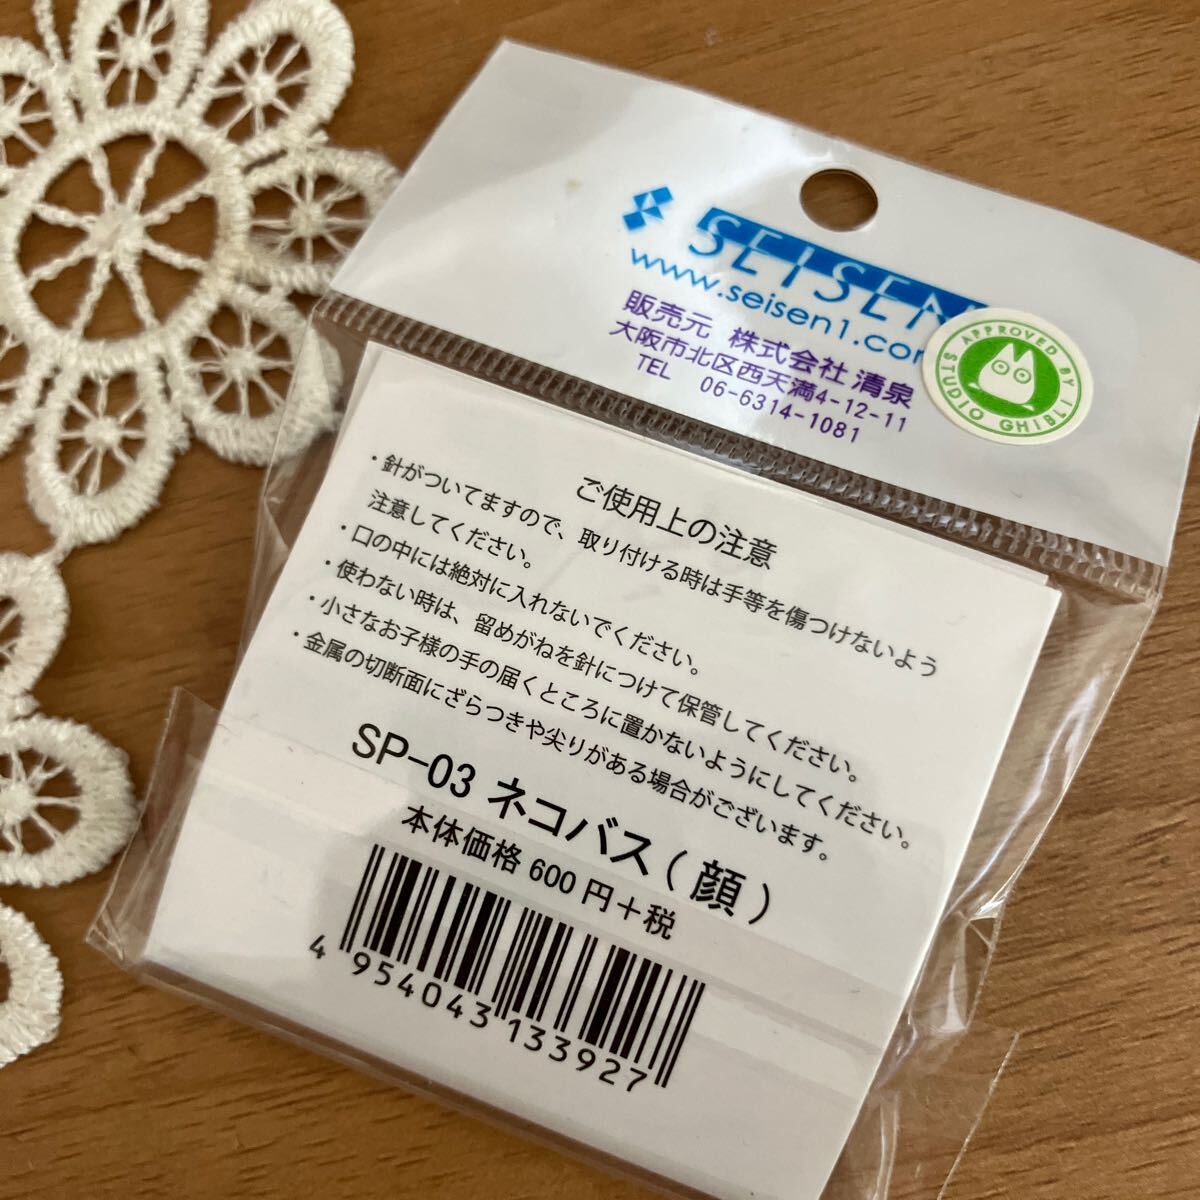 SEISEN
www.seisen1.com
販売元 株式会社 清泉
大阪市北区西天満4-12-11
TEL 06-6314-1081
APPROVED BY
STUDIO GHIBLI
ご使用上の注意
・針がついてますので、取り付ける時は手等を傷つけないよう
注意してください。
・口の中には絶対に入れないでください。
・使わない時は、留めがねを針につけて保管してください。
・小さなお子様の手の届くところに置かないようにしてください。
・金属の切断面にざらつきや尖りがある場合がございます。
SP-03 ネコバス(顔)
本体価格 600 円+税
4 954043 133927